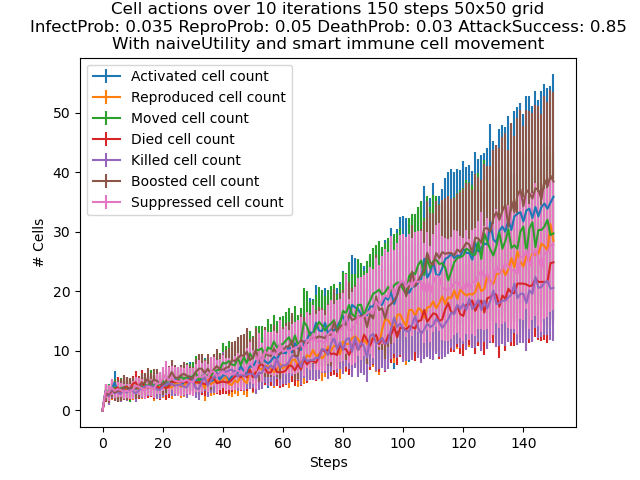 Cell actions over 10 iterations 150 steps 50x50 grid
InfectProb: 0.035 ReproProb: 0.05 DeathProb: 0.03 AttackSuccess: 0.85
With naiveUtility and smart immune cell movement
Activated cell count
Reproduced cell count
Moved cell count
Died cell count
Killed cell count
Boosted cell count
Suppressed cell count
# Cells
50
40
30
20
10
0
0 20 40 60 80 100 120 140
Steps